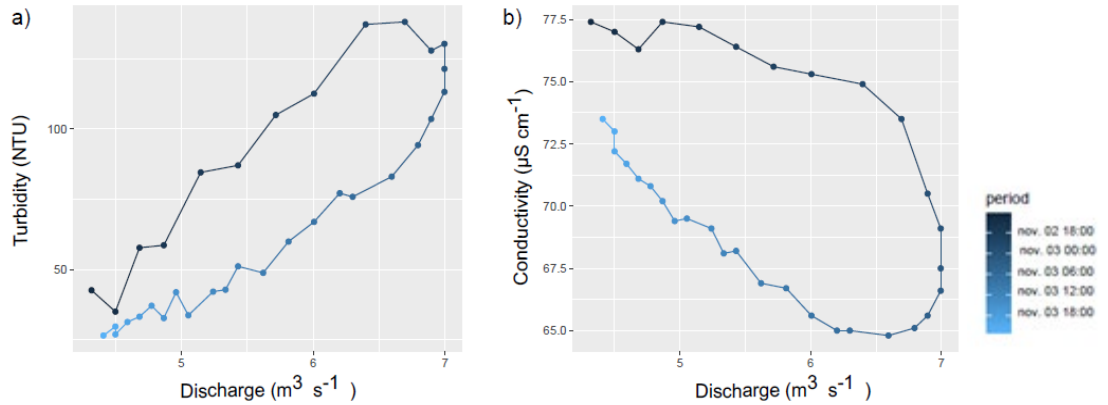 a)
Turbidity (NTU)
100
50
5
6
7
Discharge (m³ s⁻¹)
b)
Conductivity (µS cm⁻¹)
77.5
75.0
72.5
70.0
67.5
65.0
5
6
7
Discharge (m³ s⁻¹)
period
nov. 02 18:00
nov. 03 00:00
nov. 03 06:00
nov. 03 12:00
nov. 03 18:00